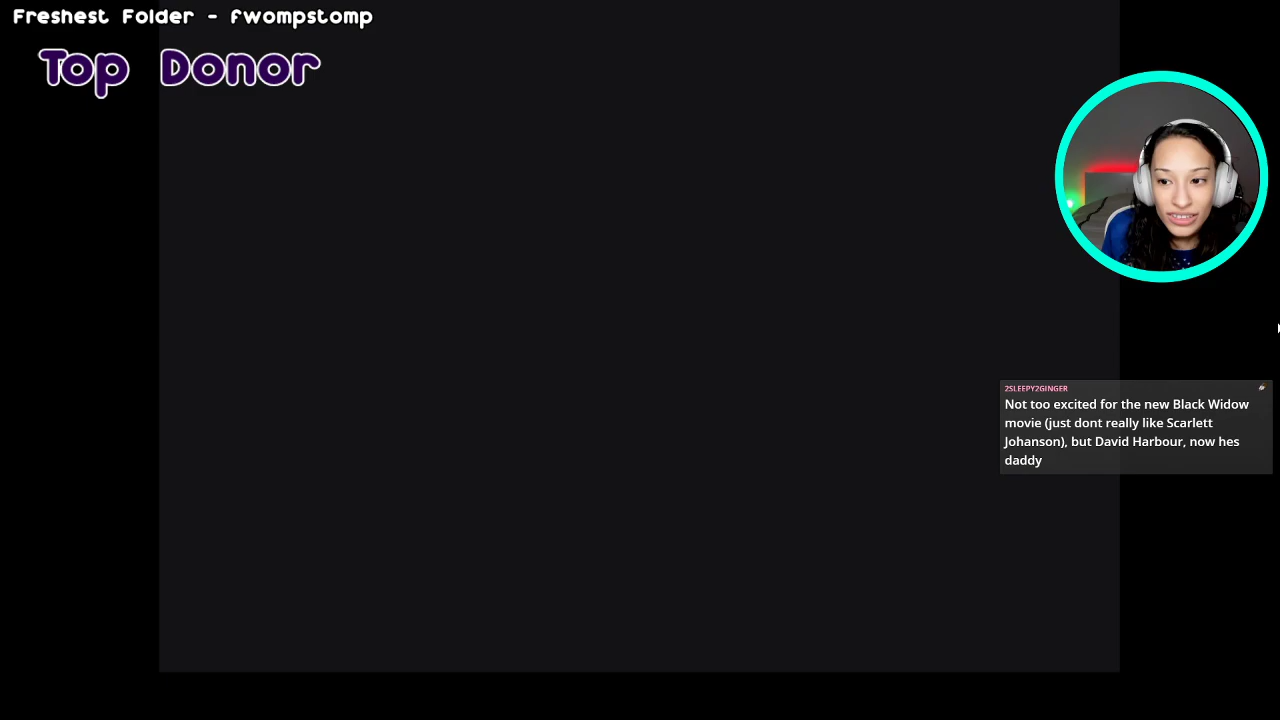 Freshest Folder - fwompstomp
Top Donor
2SLEEPY2GINGER
Not too excited for the new Black Widow
movie (just dont really like Scarlett
Johanson), but David Harbour, now hes
daddy